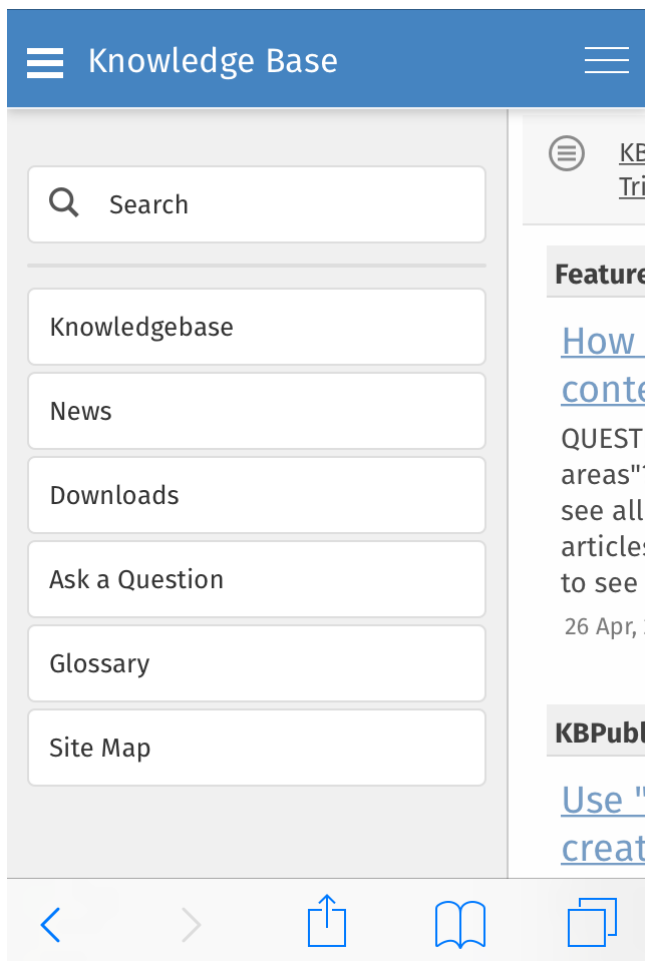 Knowledge Base
Search
Knowledgebase
News
Downloads
Ask a Question
Glossary
Site Map
KB
Tri
Feature
How
conte
QUEST
areas"?
see all
articles
to see
26 Apr,
KBPubl
Use "
creat